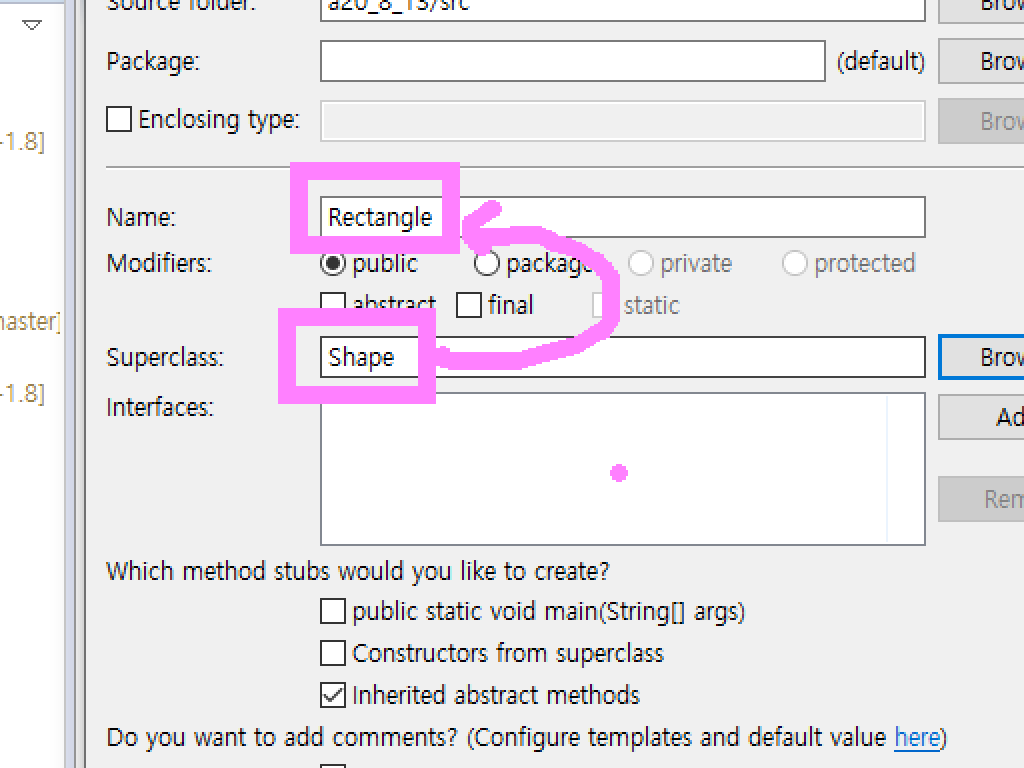 Source folder: a20_8_13/src
Package: (default) Brow
Enclosing type: Brow
-1.8]
Name: Rectangle
Modifiers: public package private protected
abstract final static
naster]
Superclass: Shape Brow
-1.8]
Interfaces: Ad
Rem
Which method stubs would you like to create?
public static void main(String[] args)
Constructors from superclass
Inherited abstract methods
Do you want to add comments? (Configure templates and default value here)